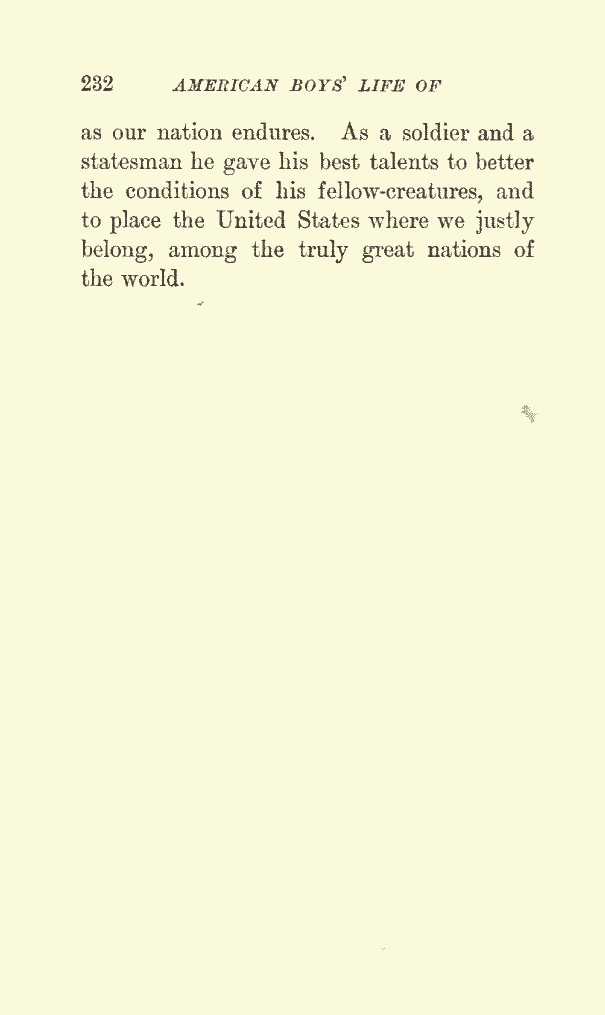 232 AMERICAN BOYS' LIFE OF
as our nation endures. As a soldier and a
statesman he gave his best talents to better
the conditions of his fellow-creatures, and
to place the United States where we justly
belong, among the truly great nations of
the world.